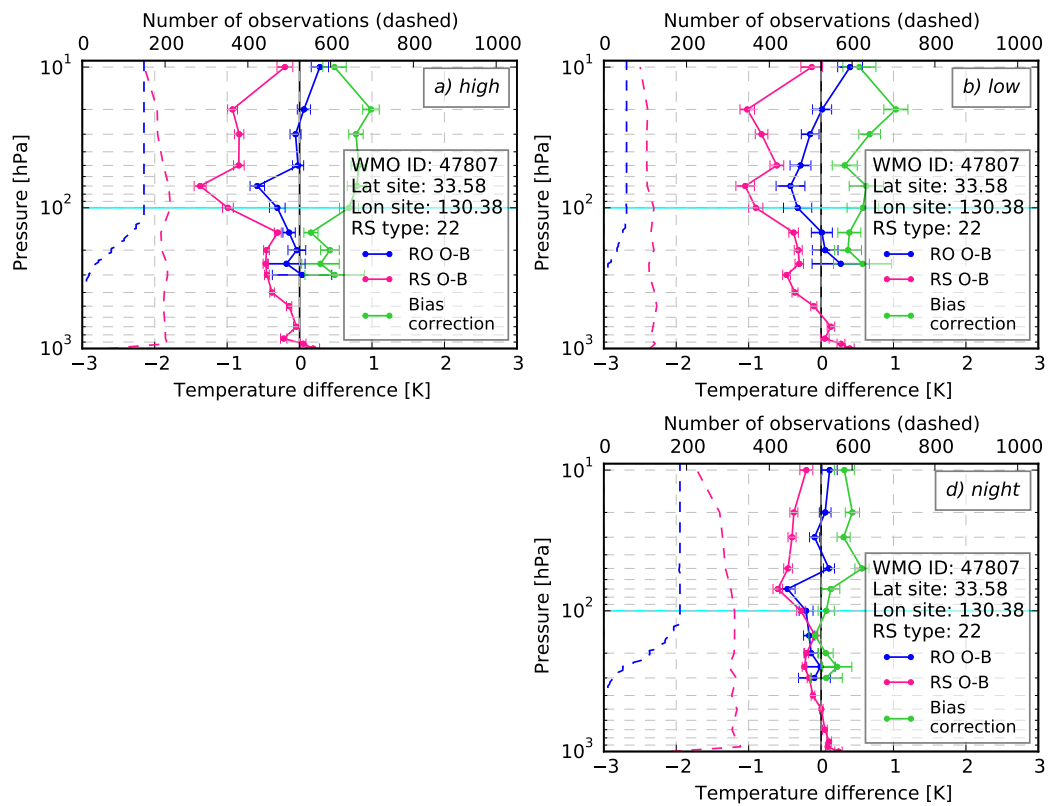 Number of observations (dashed)
0 200 400 600 800 1000
a) high
10¹
10²
10³
Pressure [hPa]
WMO ID: 47807
Lat site: 33.58
Lon site: 130.38
RS type: 22
RO O-B
RS O-B
Bias
correction
−3 −2 −1 0 1 2 3
Temperature difference [K]
Number of observations (dashed)
0 200 400 600 800 1000
b) low
10¹
10²
10³
Pressure [hPa]
WMO ID: 47807
Lat site: 33.58
Lon site: 130.38
RS type: 22
RO O-B
RS O-B
Bias
correction
−3 −2 −1 0 1 2 3
Temperature difference [K]
Number of observations (dashed)
0 200 400 600 800 1000
d) night
10¹
10²
10³
Pressure [hPa]
WMO ID: 47807
Lat site: 33.58
Lon site: 130.38
RS type: 22
RO O-B
RS O-B
Bias
correction
−3 −2 −1 0 1 2 3
Temperature difference [K]